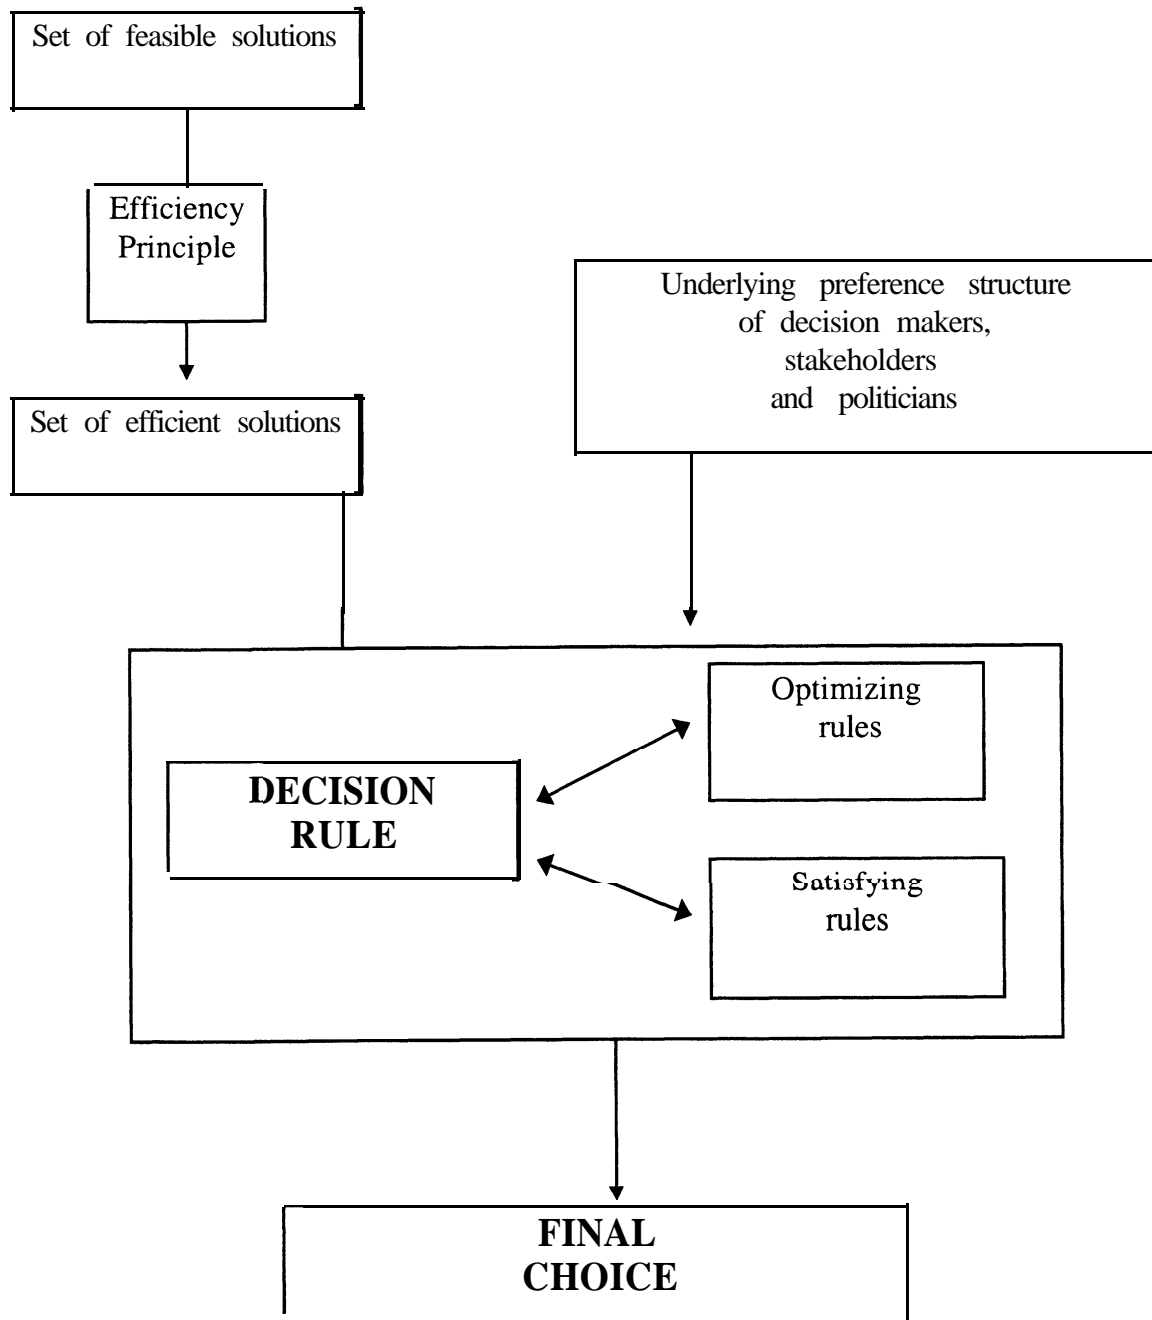 Set of feasible solutions
Efficiency
Principle
Underlying preference structure
of decision makers,
stakeholders
and politicians
Set of efficient solutions
Optimizing
rules
DECISION
RULE
Satisfying
rules
FINAL
CHOICE